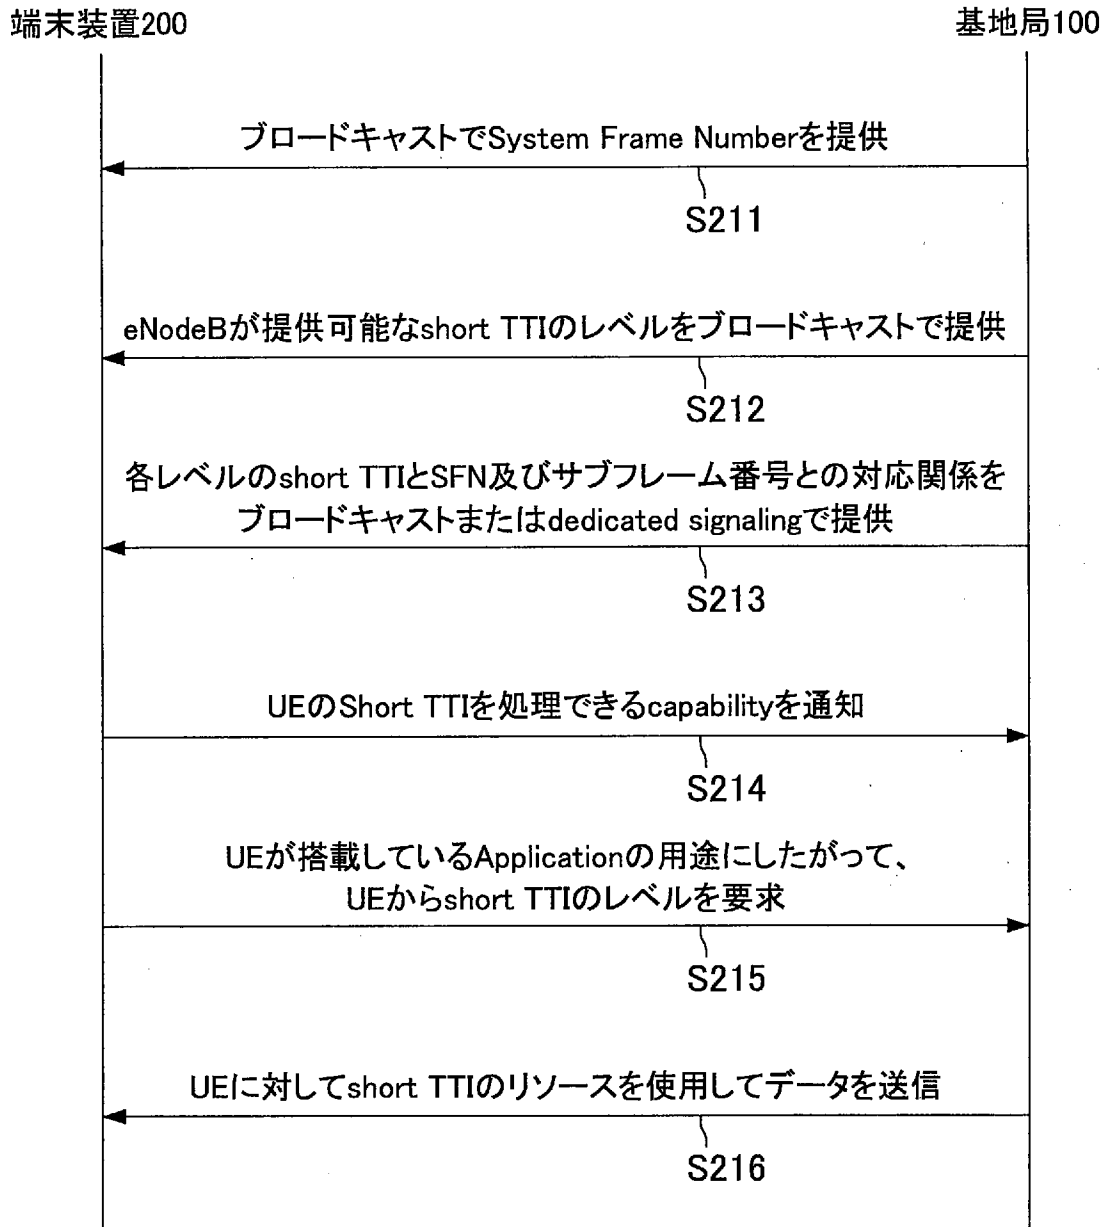 端末装置200
基地局100
ブロードキャストでSystem Frame Numberを提供
S211
eNodeBが提供可能なshort TTIのレベルをブロードキャストで提供
S212
各レベルのshort TTIとSFN及びサブフレーム番号との対応関係を
ブロードキャストまたはdedicated signalingで提供
S213
UEのShort TTIを処理できるcapabilityを通知
S214
UEが搭載しているApplicationの用途にしたがって、
UEからshort TTIのレベルを要求
S215
UEに対してshort TTIのリソースを使用してデータを送信
S216